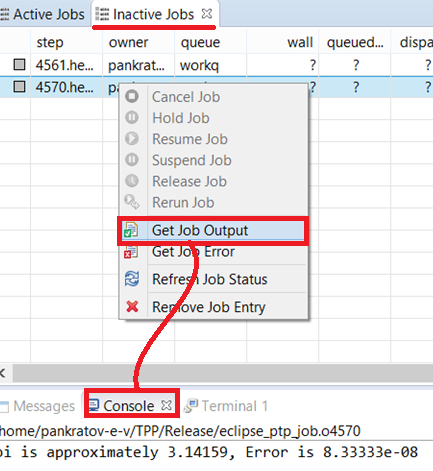 Active Jobs Inactive Jobs
step owner queue wall queued... dispa
4561.he... pankrat... workq ? ? ?
4570.he... ? ? ?
Cancel Job
Hold Job
Resume Job
Suspend Job
Release Job
Rerun Job
Get Job Output
Get Job Error
Refresh Job Status
Remove Job Entry
Messages Console Terminal 1
home/pankratov-e-v/TPP/Release/eclipse_ptp_job.o4570
pi is approximately 3.14159, Error is 8.33333e-08